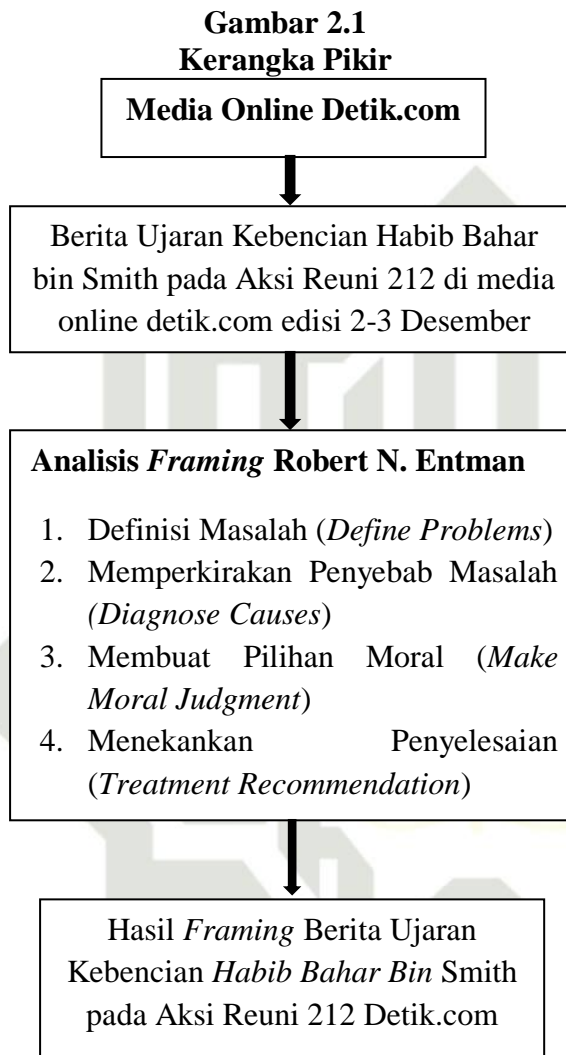 Gambar 2.1
Kerangka Pikir
Media Online Detik.com
Berita Ujaran Kebencian Habib Bahar
bin Smith pada Aksi Reuni 212 di media
online detik.com edisi 2-3 Desember
Analisis Framing Robert N. Entman
1. Definisi Masalah (Define Problems)
2. Memperkirakan Penyebab Masalah
(Diagnose Causes)
3. Membuat Pilihan Moral (Make
Moral Judgment)
4. Menekankan Penyelesaian
(Treatment Recommendation)
Hasil Framing Berita Ujaran
Kebencian Habib Bahar Bin Smith
pada Aksi Reuni 212 Detik.com